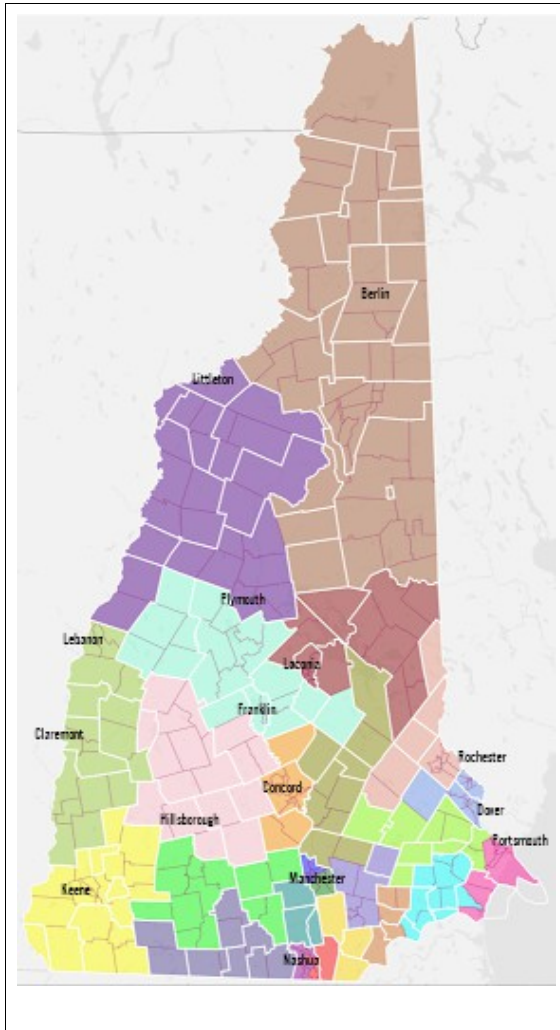 Berlin
Littleton
Plymouth
Lebanon
Laconia
Franklin
Claremont
Rochester
Concord
Dover
Hillsborough
Portsmouth
Manchester
Keene
Nashua